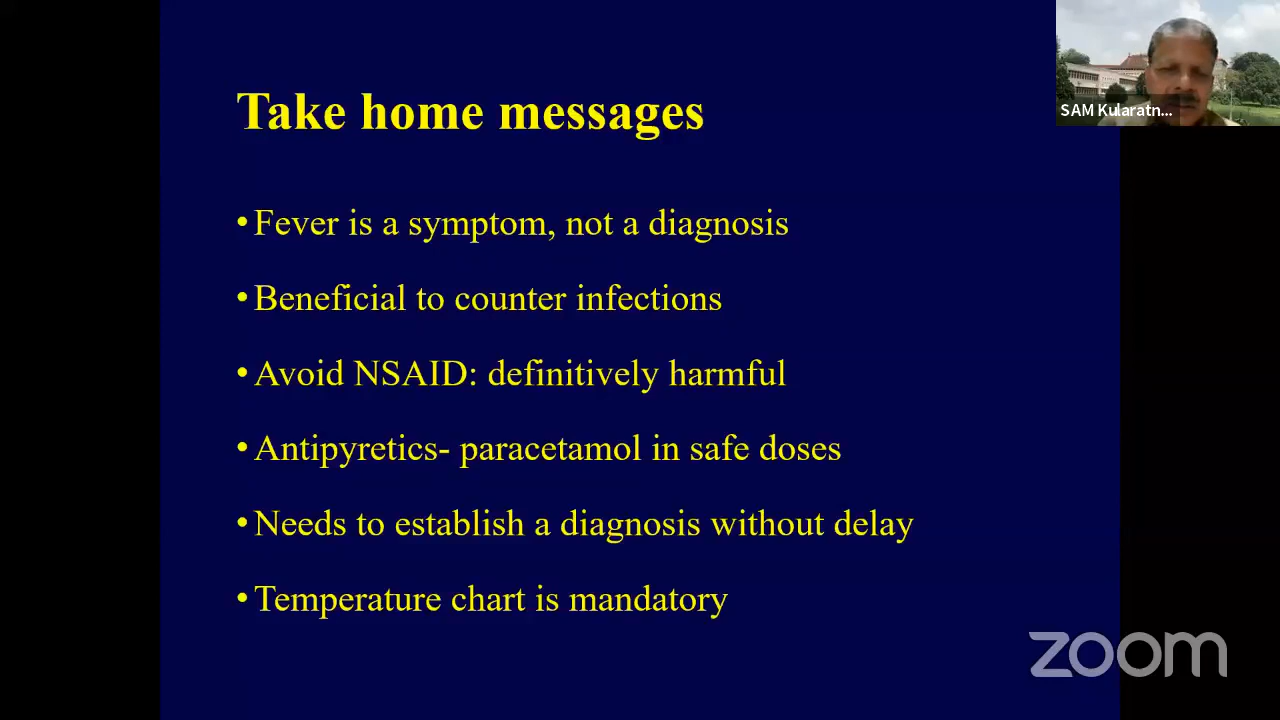 Take home messages
SAM Kularatn...
•Fever is a symptom, not a diagnosis
•Beneficial to counter infections
•Avoid NSAID: definitively harmful
•Antipyretics- paracetamol in safe doses
•Needs to establish a diagnosis without delay
•Temperature chart is mandatory
zoom